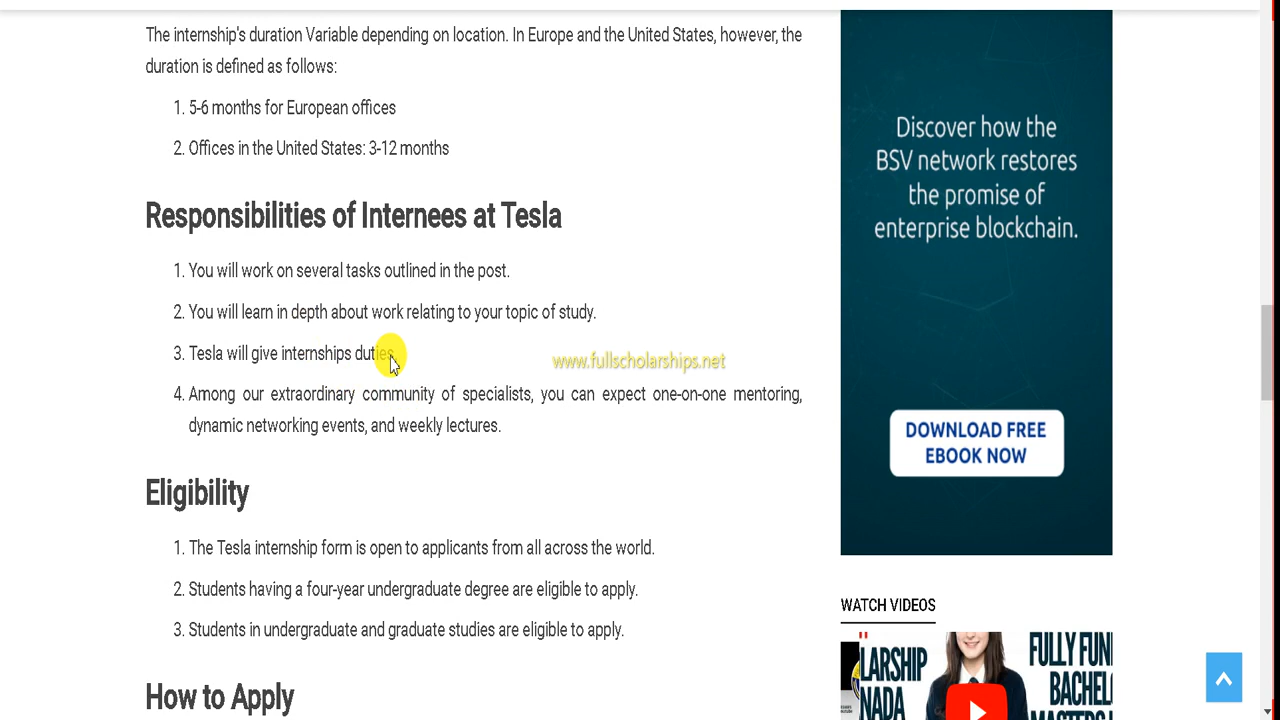 The internship's duration Variable depending on location. In Europe and the United States, however, the
duration is defined as follows:
1. 5-6 months for European offices
2. Offices in the United States: 3-12 months
Responsibilities of Internees at Tesla
1. You will work on several tasks outlined in the post.
2. You will learn in depth about work relating to your topic of study.
3. Tesla will give internships duties.
www.fullscholarships.net
4. Among our extraordinary community of specialists, you can expect one-on-one mentoring,
dynamic networking events, and weekly lectures.
Eligibility
1. The Tesla internship form is open to applicants from all across the world.
2. Students having a four-year undergraduate degree are eligible to apply.
3. Students in undergraduate and graduate studies are eligible to apply.
How to Apply
Discover how the
BSV network restores
the promise of
enterprise blockchain.
DOWNLOAD FREE
EBOOK NOW
WATCH VIDEOS